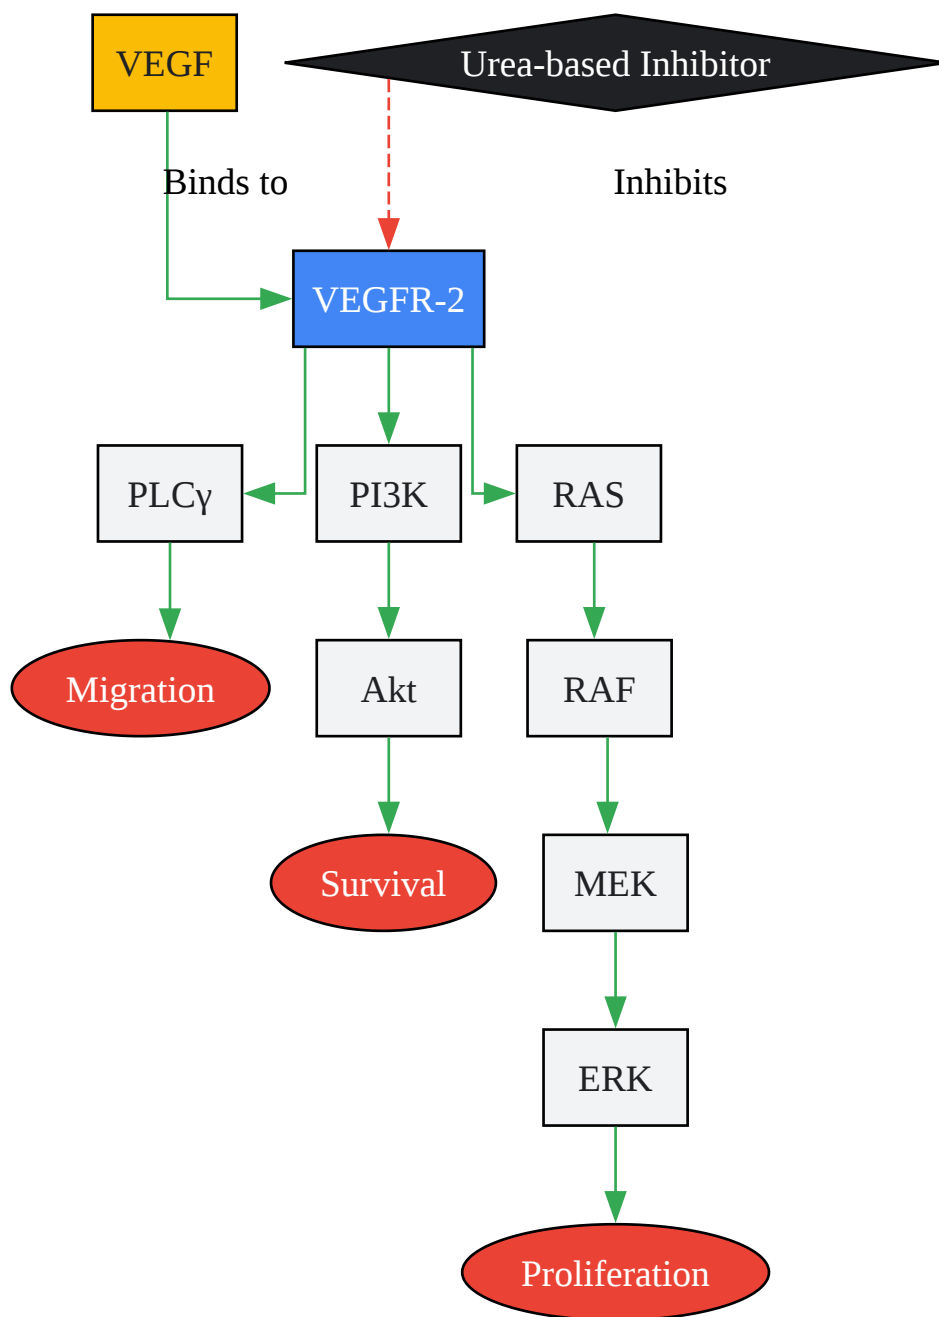 VEGF
Urea-based Inhibitor
Binds to
Inhibits
VEGFR-2
PLCγ
PI3K
RAS
Migration
Akt
RAF
Survival
MEK
ERK
Proliferation